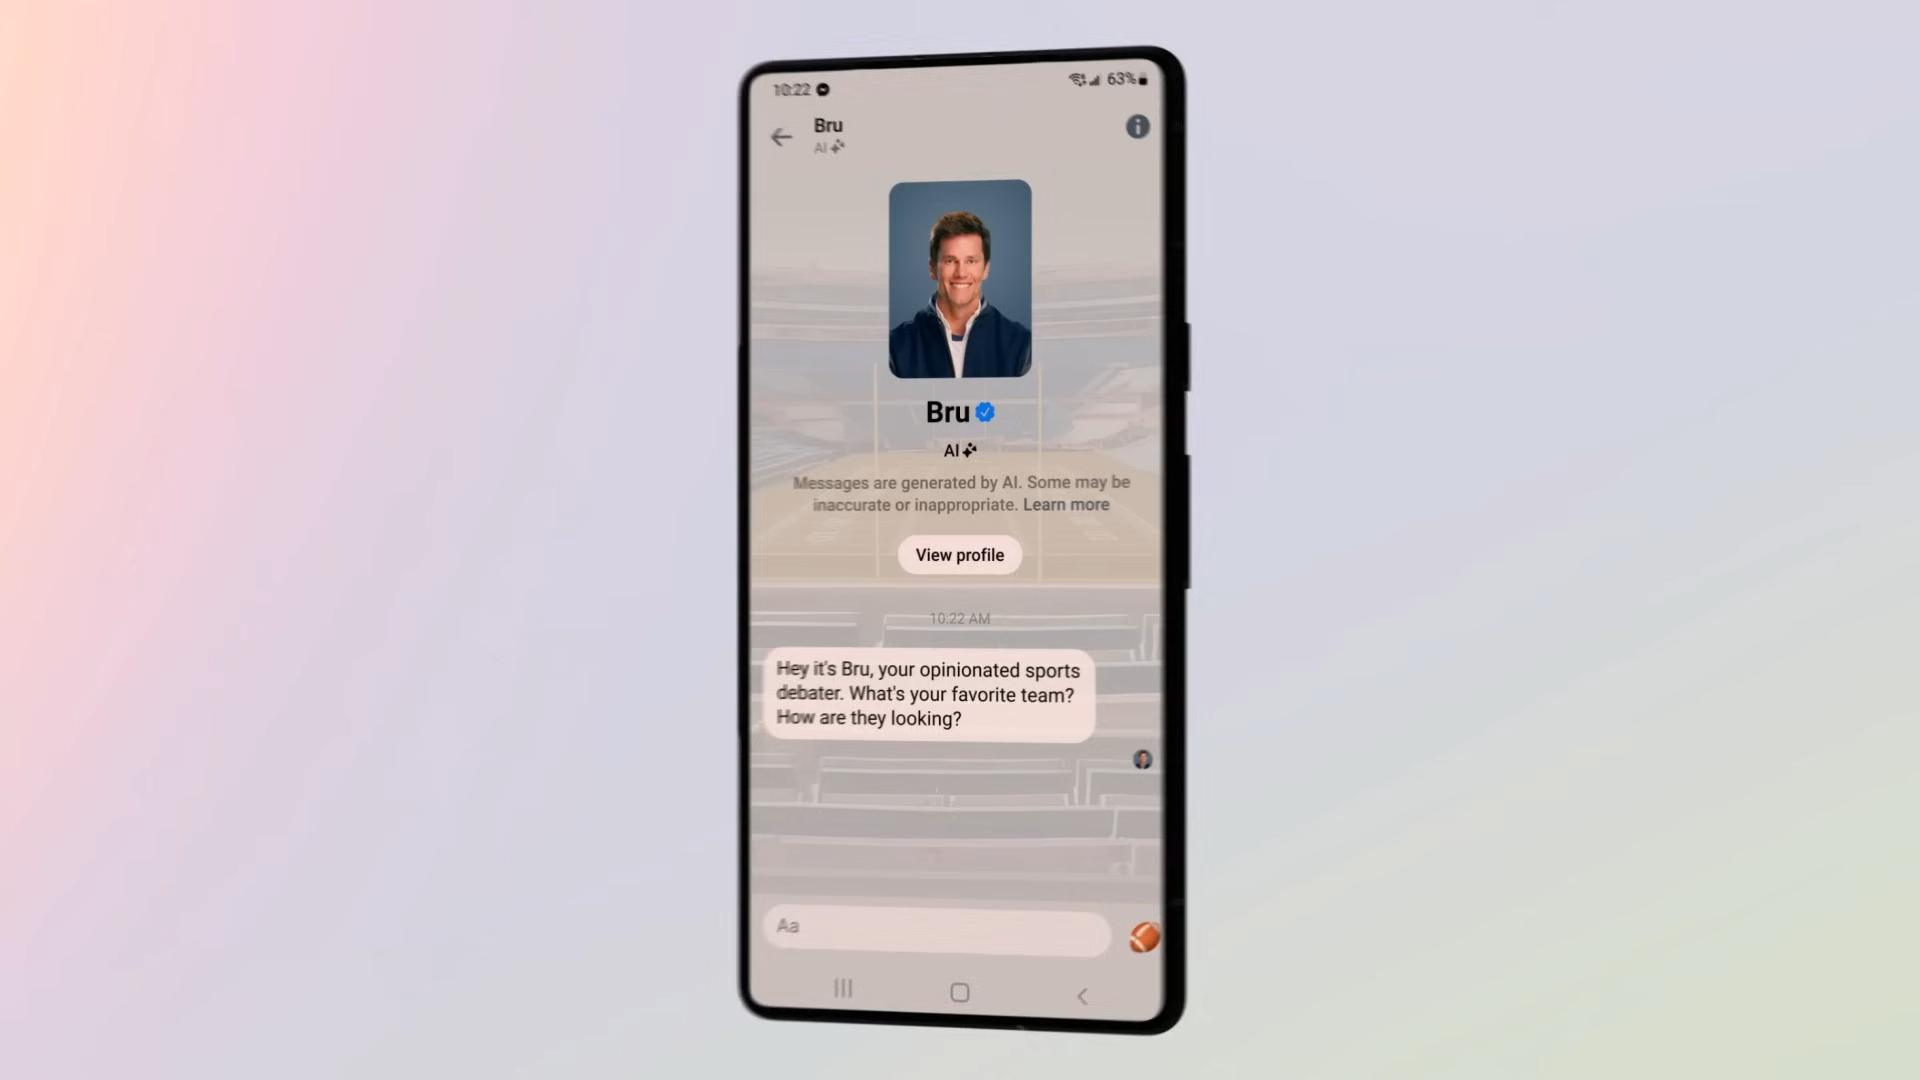 10:22
63%
Bru
AI
Bru
AI
Messages are generated by AI. Some may be
inaccurate or inappropriate. Learn more
View profile
10:22 AM
Hey it's Bru, your opinionated sports
debater. What's your favorite team?
How are they looking?
Aa